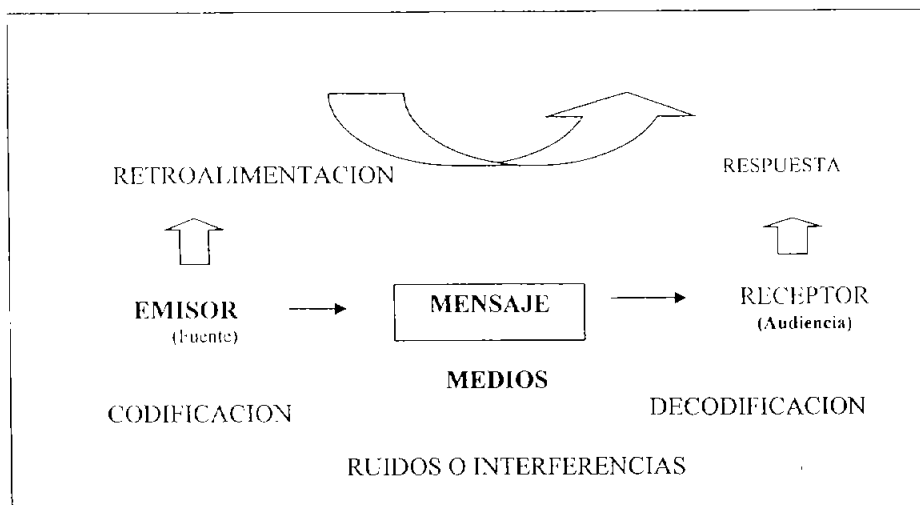 RETROALIMENTACION RESPUESTA
EMISOR MENSAJE RECEPTOR
(Fuente) (Audiencia)
MEDIOS
CODIFICACION DECODIFICACION
RUIDOS O INTERFERENCIAS